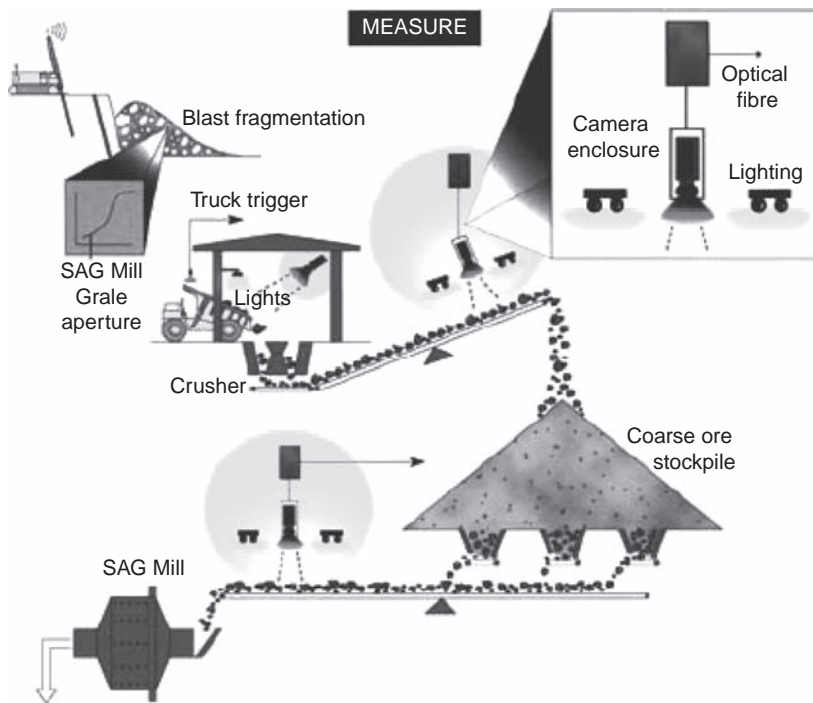 MEASURE
Optical
fibre
Camera
enclosure
Lighting
Blast fragmentation
Truck trigger
SAG Mill
Grale
aperture
Lights
Crusher
Coarse ore
stockpile
SAG Mill